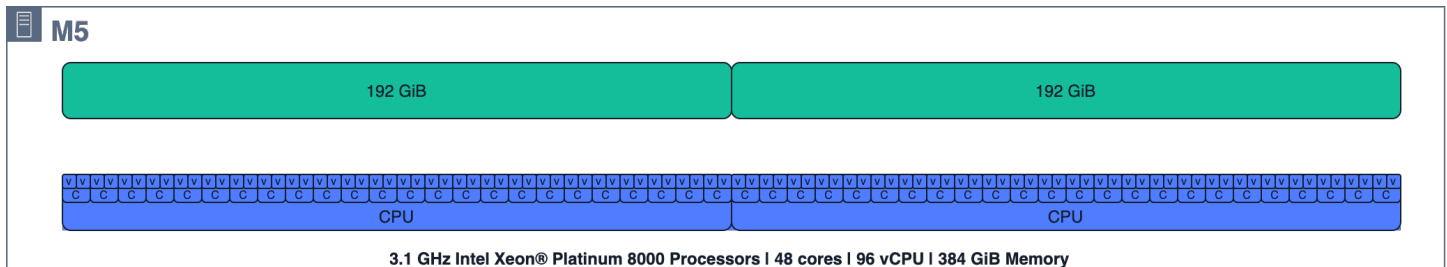 M5
192 GiB 192 GiB
v v v v v v v v v v v v v v v v v v v v v v v v v v v v v v v v v v v v v v v v v v v v v v v v v v v v v v v v v v v v v v v v v v v v v v v v v v v v v v v v v v v v v v v v v v v v v v v v
C C C C C C C C C C C C C C C C C C C C C C C C C C C C C C C C C C C C C C C C C C C C C C C C
CPU CPU
3.1 GHz Intel Xeon® Platinum 8000 Processors | 48 cores | 96 vCPU | 384 GiB Memory